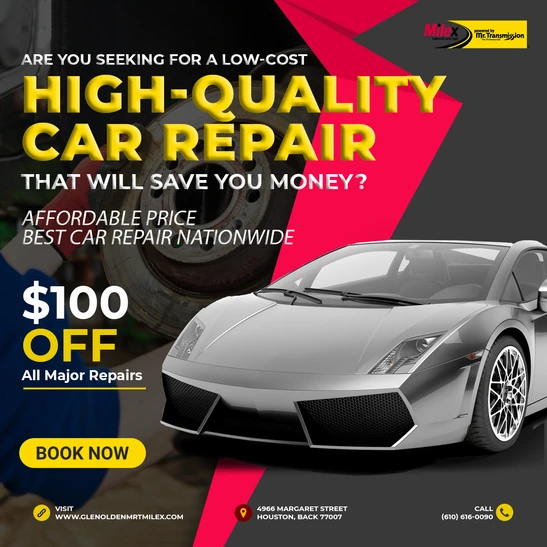 Milex
powered by
Mr. Transmission
ARE YOU SEEKING FOR A LOW-COST
HIGH-QUALITY
CAR REPAIR
THAT WILL SAVE YOU MONEY?
AFFORDABLE PRICE
BEST CAR REPAIR NATIONWIDE
$100
OFF
All Major Repairs
BOOK NOW
VISIT
WWW.GLENOLDENMRTMILEX.COM
4966 MARGARET STREET
HOUSTON, BACK 77007
CALL
(610) 616-0090